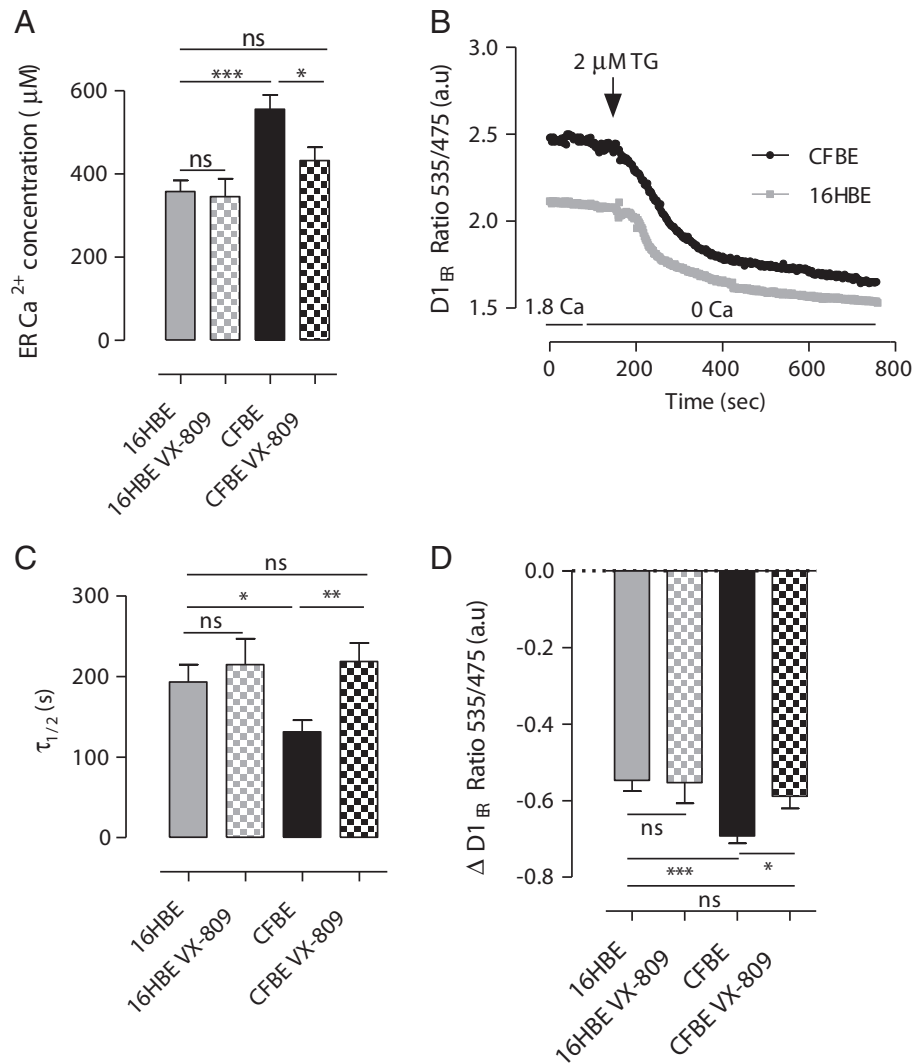 A
ns
***
*
ns
600
400
200
0
ER Ca 2+ concentration ( μM)
16HBE
16HBE VX-809
CFBE
CFBE VX-809
B
2 μM TG
3.0
2.5
2.0
1.5
D1ER Ratio 535/475 (a.u)
CFBE
16HBE
1.8 Ca
0 Ca
0
200
400
600
800
Time (sec)
C
ns
*
**
ns
300
200
100
0
τ1/2 (s)
16HBE
16HBE VX-809
CFBE
CFBE VX-809
D
0.0
-0.2
-0.4
-0.6
-0.8
Δ D1ER Ratio 535/475 (a.u)
ns
***
*
ns
16HBE
16HBE VX-809
CFBE
CFBE VX-809